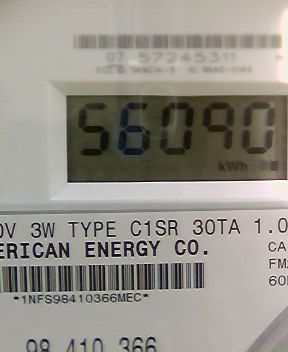 07 57245311
56090
kWh
0V 3W TYPE C1SR 30TA 1.0
ERICAN ENERGY CO.
CA
FM
60
*1NFS98410366MEC*
98 410 366